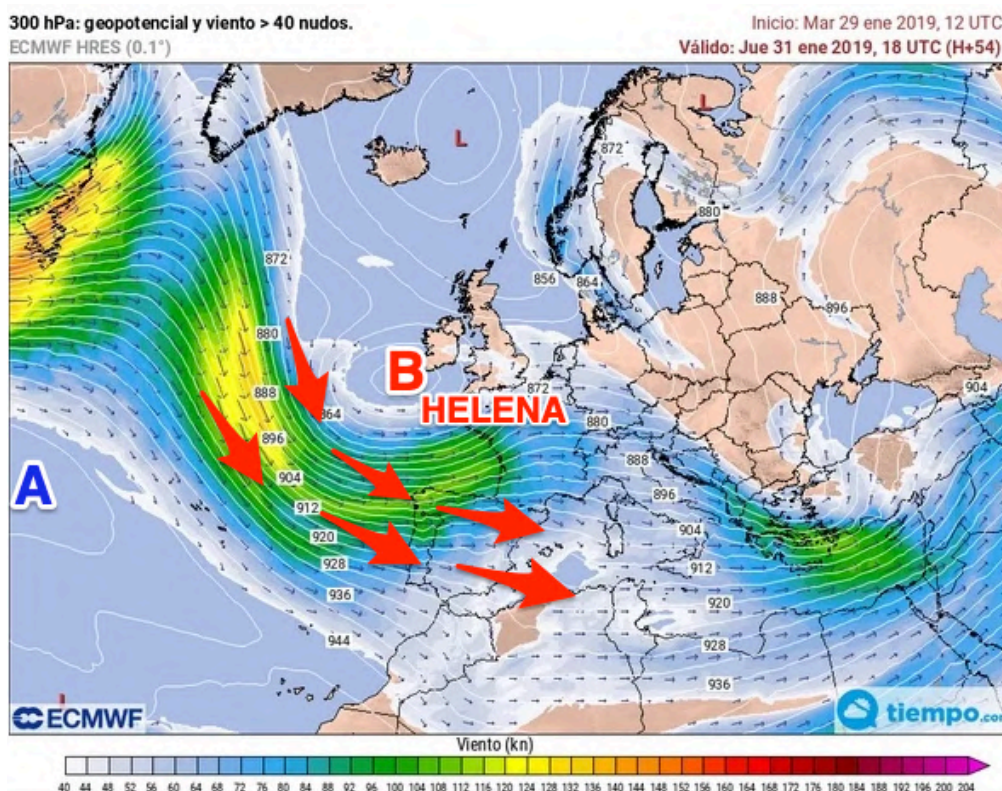 300 hPa: geopotencial y viento > 40 nudos.
Inicio: Mar 29 ene 2019, 12 UTC
ECMWF HRES (0.1°)
Válido: Jue 31 ene 2019, 18 UTC (H+54)
L
L
872
880
872
856
864
888
896
880
B
872
904
888
864
HELENA
880
896
888
A
904
896
912
904
920
928
912
936
920
944
928
936
L
ECMWF
tiempo.com
Viento (kn)
40 44 48 52 56 60 64 68 72 76 80 84 88 92 96 100 104 108 112 116 120 124 128 132 136 140 144 148 152 156 160 164 168 172 176 180 184 188 192 196 200 204